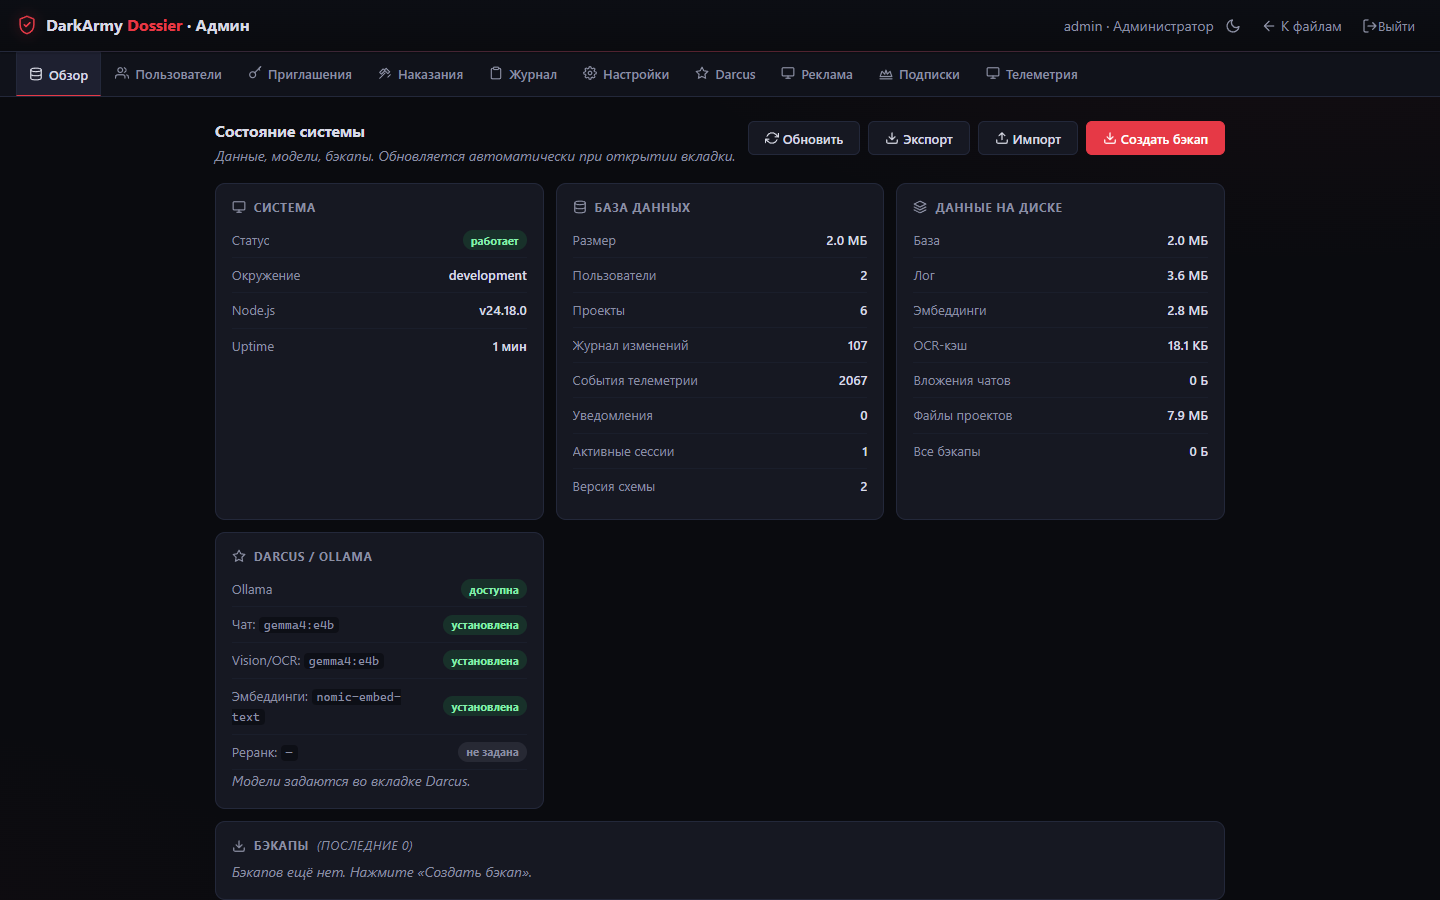 DarkArmy Dossier · Админ
admin · Администратор
К файлам
Выйти
Обзор
Пользователи
Приглашения
Наказания
Журнал
Настройки
Darcus
Реклама
Подписки
Телеметрия
Состояние системы
Данные, модели, бэкапы. Обновляется автоматически при открытии вкладки.
Обновить
Экспорт
Импорт
Создать бэкап
СИСТЕМА
Статус работает
Окружение development
Node.js v24.18.0
Uptime 1 мин
БАЗА ДАННЫХ
Размер 2.0 МБ
Пользователи 2
Проекты 6
Журнал изменений 107
События телеметрии 2067
Уведомления 0
Активные сессии 1
Версия схемы 2
ДАННЫЕ НА ДИСКЕ
База 2.0 МБ
Лог 3.6 МБ
Эмбеддинги 2.8 МБ
OCR-кэш 18.1 КБ
Вложения чатов 0 Б
Файлы проектов 7.9 МБ
Все бэкапы 0 Б
DARCUS / OLLAMA
Ollama доступна
Чат: gemma4:e4b установлена
Vision/OCR: gemma4:e4b установлена
Эмбеддинги: nomic-embed-
text установлена
Реранк: — не задана
Модели задаются во вкладке Darcus.
БЭКАПЫ (ПОСЛЕДНИЕ 0)
Бэкапов ещё нет. Нажмите «Создать бэкап».